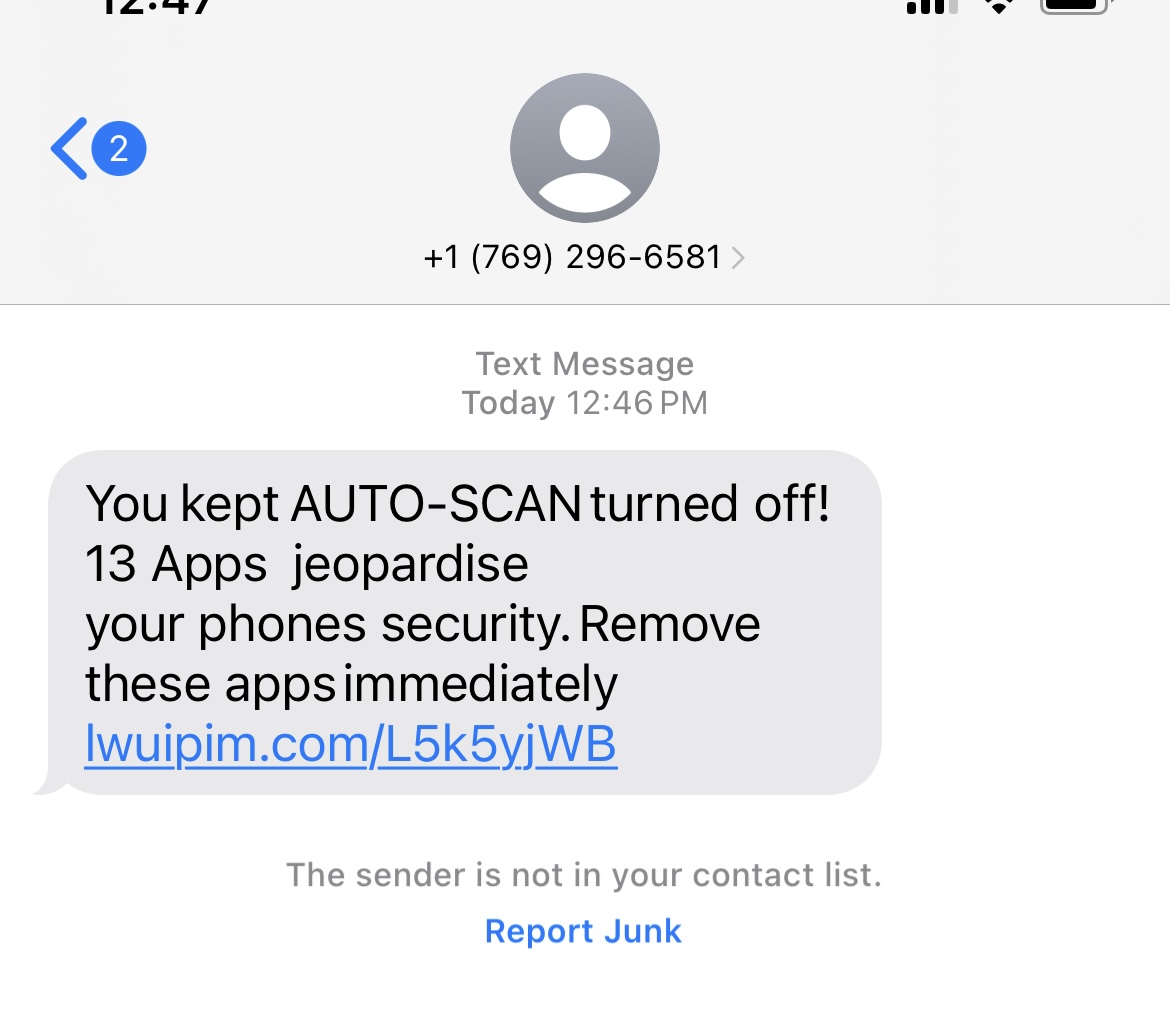 12:47
2
+1 (769) 296-6581
Text Message
Today 12:46 PM
You kept AUTO-SCAN turned off!
13 Apps  jeopardise
your phones security. Remove
these apps immediately
lwuipim.com/L5k5yjWB
The sender is not in your contact list.
Report Junk